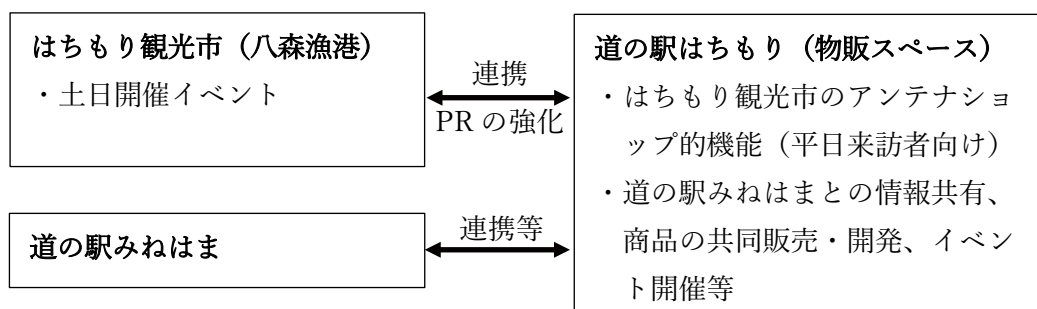 はちもり観光市（八森漁港）
・土日開催イベント
連携
PR の強化
道の駅みねはま
連携等
道の駅はちもり（物販スペース）
・はちもり観光市のアンテナショ
ップ的機能（平日来訪者向け）
・道の駅みねはまとの情報共有、
商品の共同販売・開発、イベン
ト開催等